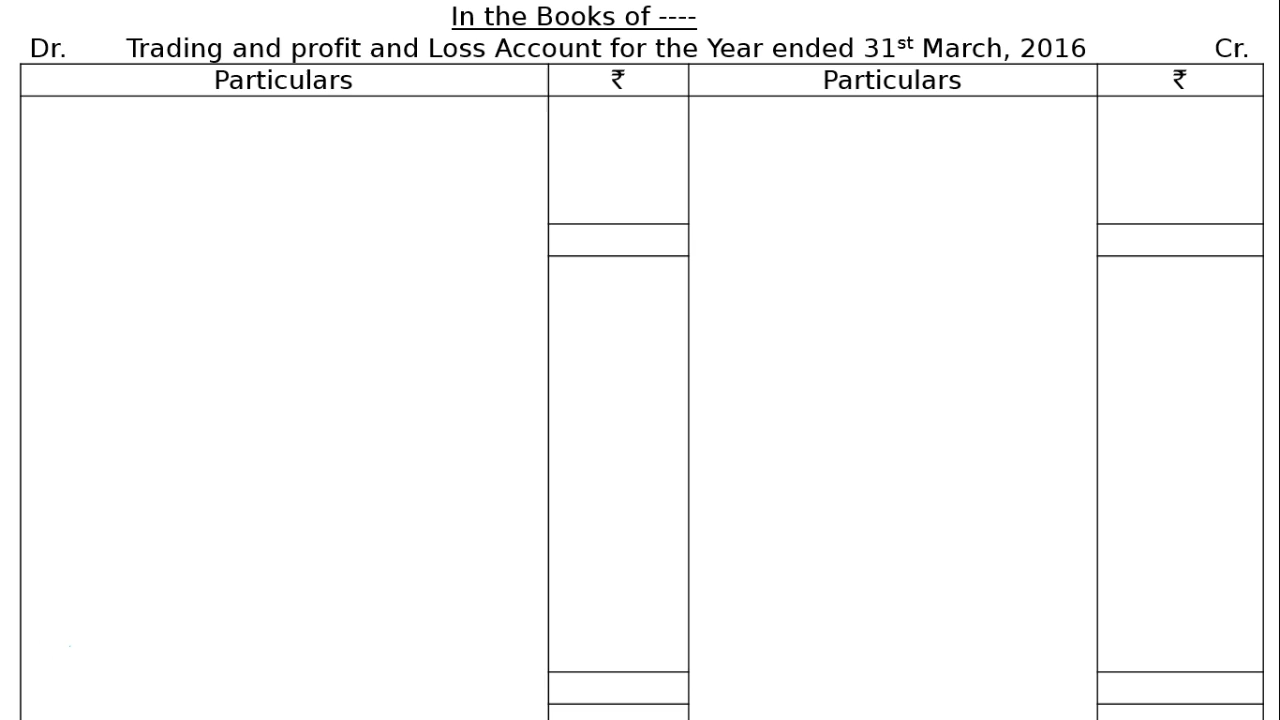 In the Books of ----
Dr. Trading and profit and Loss Account for the Year ended 31ˢᵗ March, 2016 Cr.
Particulars ₹ Particulars ₹